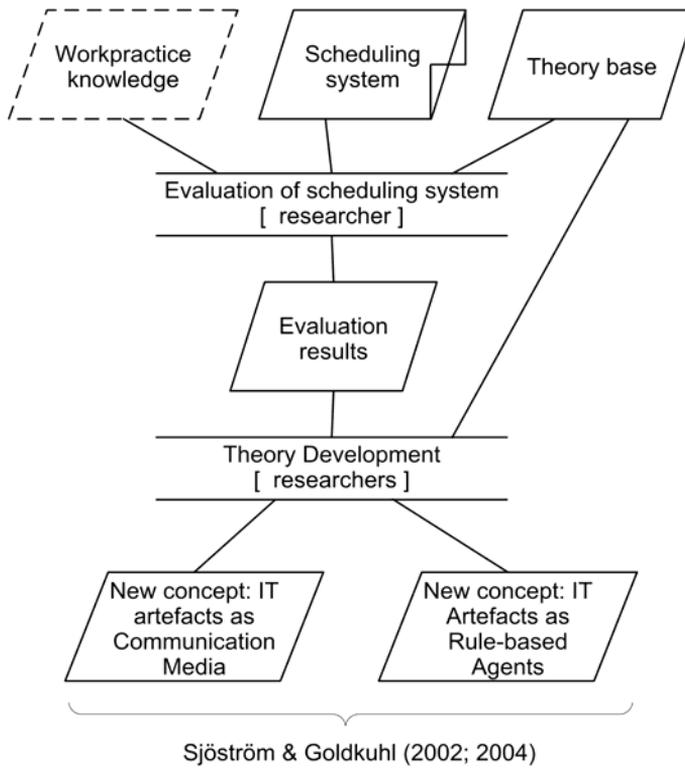 Workpractice
knowledge
Scheduling
system
Theory base
Evaluation of scheduling system
[ researcher ]
Evaluation
results
Theory Development
[ researchers ]
New concept: IT
artefacts as
Communication
Media
New concept: IT
Artefacts as
Rule-based
Agents
Sjöström & Goldkuhl (2002; 2004)